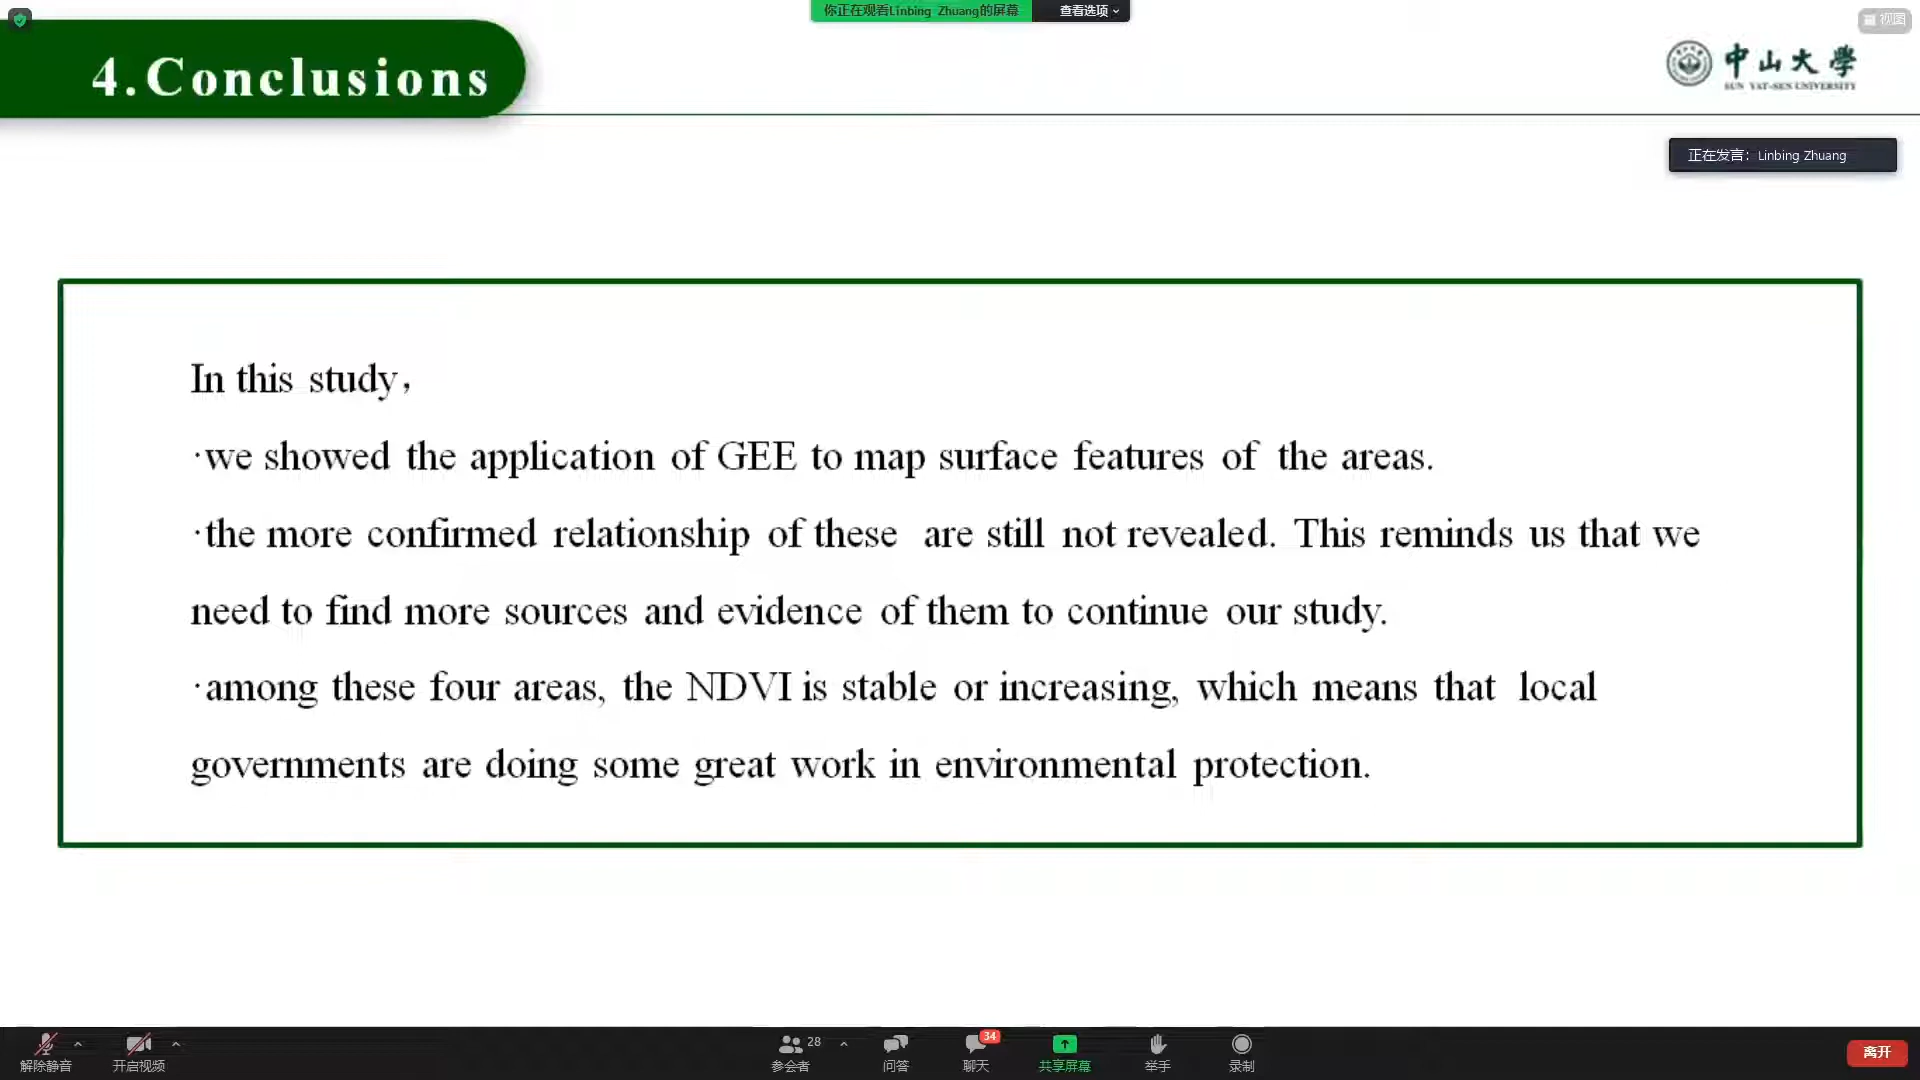 你正在观看Linbing Zhuang的屏幕 查看选项
视图
4.Conclusions
中山大學
SUN YAT-SEN UNIVERSITY
正在发言: Linbing Zhuang
In this study，
·we showed the application of GEE to map surface features of the areas.
·the more confirmed relationship of these are still not revealed. This reminds us that we
need to find more sources and evidence of them to continue our study.
·among these four areas, the NDVI is stable or increasing, which means that local
governments are doing some great work in environmental protection.
28
34
解除静音 开启视频 参会者 问答 聊天 共享屏幕 举手 录制 离开